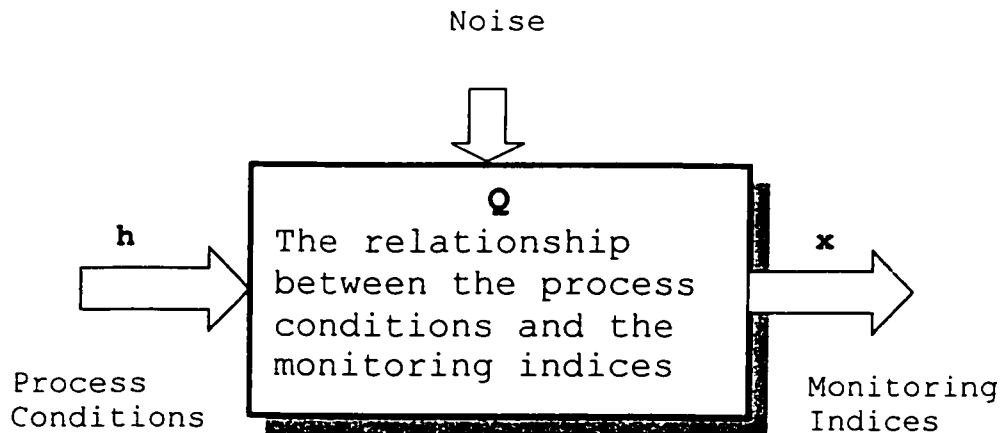 Noise
Q
h
The relationship
between the process
conditions and the
monitoring indices
x
Process
Conditions
Monitoring
Indices